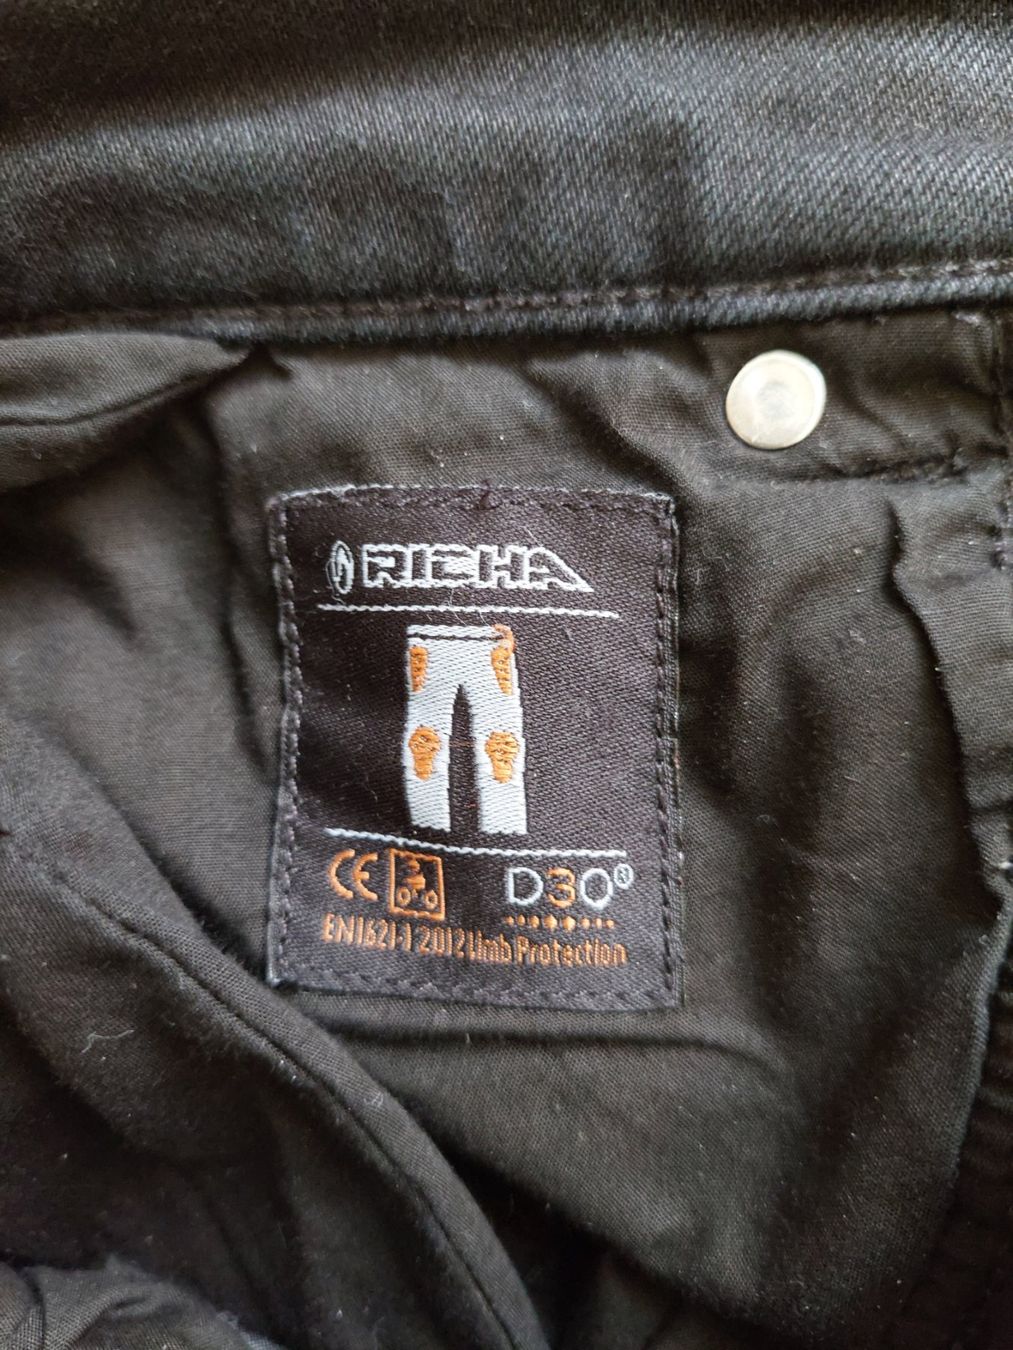 RICHA
CE D3O®
EN1621-1 2012 Limb Protection